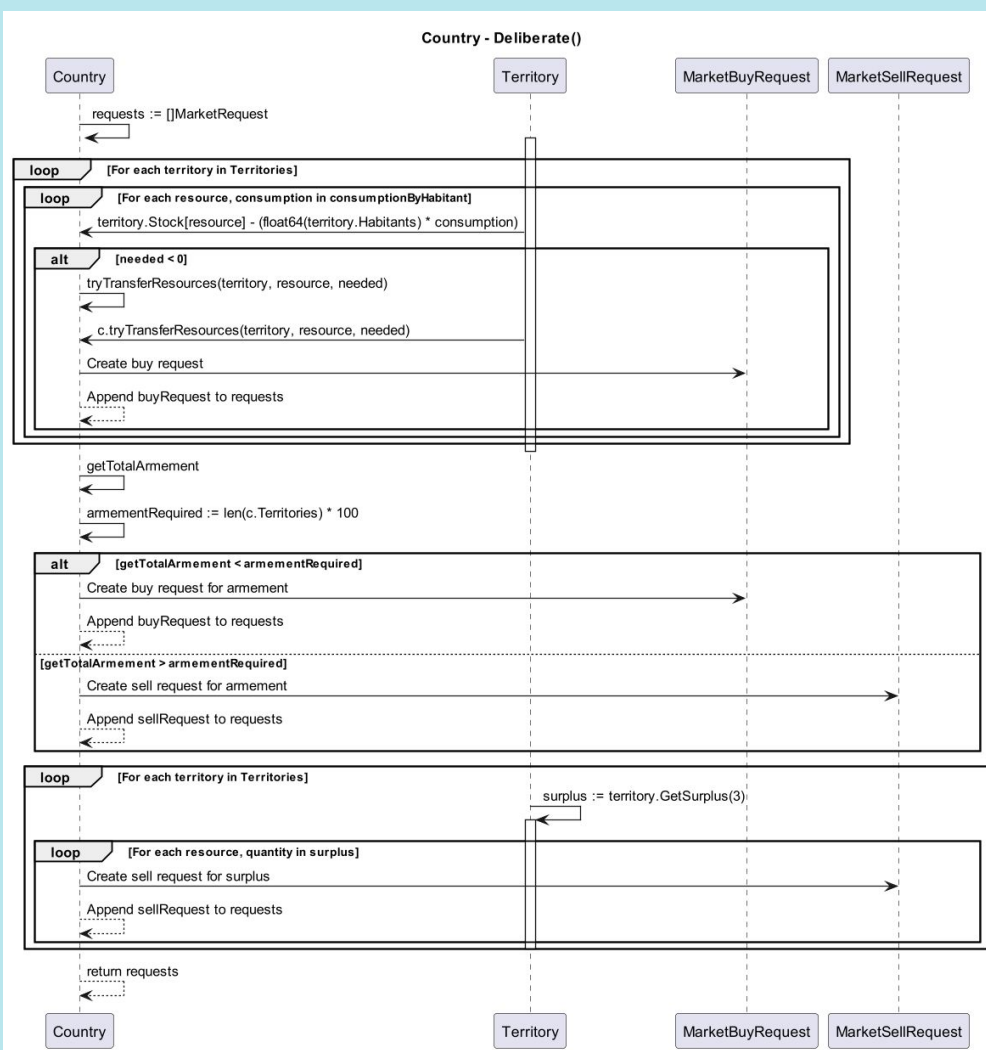 Country - Deliberate()
Country Territory MarketBuyRequest MarketSellRequest
requests := []MarketRequest
loop [For each territory in Territories]
loop [For each resource, consumption in consumptionByHabitant]
territory.Stock[resource] - (float64(territory.Habitants) * consumption)
alt [needed < 0]
tryTransferResources(territory, resource, needed)
c.tryTransferResources(territory, resource, needed)
Create buy request
Append buyRequest to requests
getTotalArmement
armementRequired := len(c.Territories) * 100
alt [getTotalArmement < armementRequired]
Create buy request for armement
Append buyRequest to requests
[getTotalArmement > armementRequired]
Create sell request for armement
Append sellRequest to requests
loop [For each territory in Territories]
surplus := territory.GetSurplus(3)
loop [For each resource, quantity in surplus]
Create sell request for surplus
Append sellRequest to requests
return requests
Country Territory MarketBuyRequest MarketSellRequest